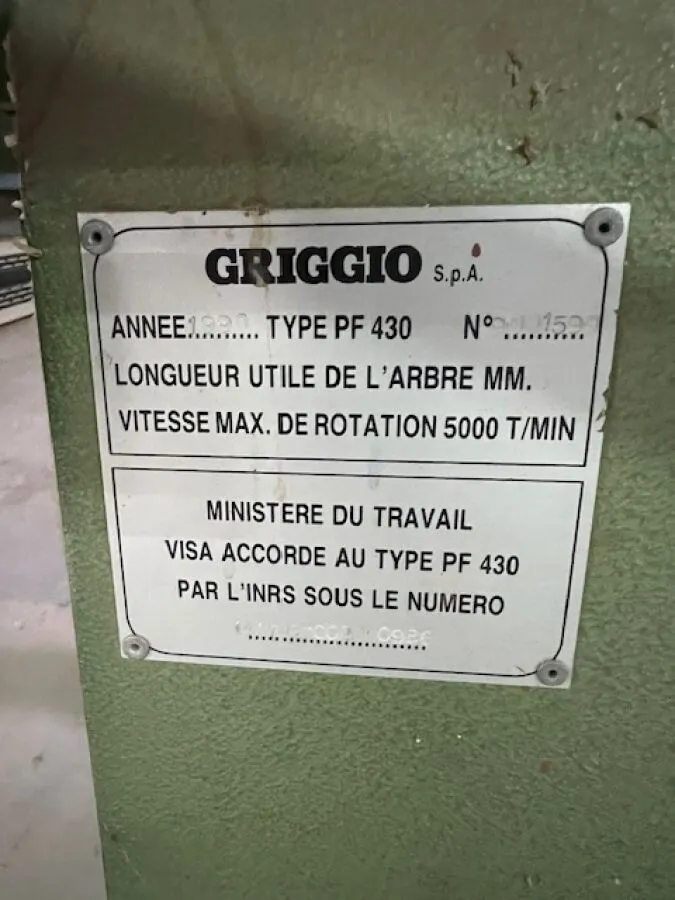 GRIGGIO S.p.A.
ANNEE.......... TYPE PF 430 N° ..........
LONGUEUR UTILE DE L'ARBRE MM.
VITESSE MAX. DE ROTATION 5000 T/MIN
MINISTERE DU TRAVAIL
VISA ACCORDE AU TYPE PF 430
PAR L'INRS SOUS LE NUMERO